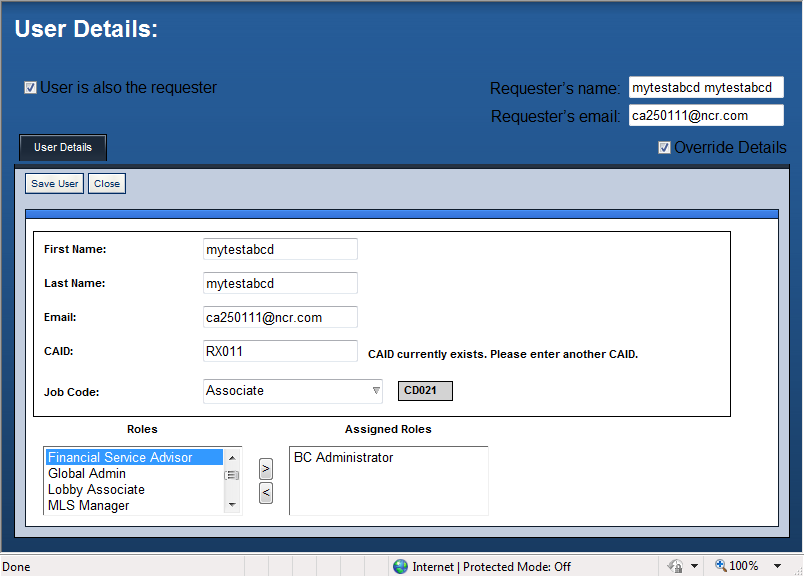 User Details:
User is also the requester
Requester's name: mytestabcd mytestabcd
Requester's email: ca250111@ncr.com
User Details
Override Details
Save User Close
First Name: mytestabcd
Last Name: mytestabcd
Email: ca250111@ncr.com
CAID: RX011 CAID currently exists. Please enter another CAID.
Job Code: Associate CD021
Roles Assigned Roles
Financial Service Advisor
Global Admin
Lobby Associate
MLS Manager
>
<
BC Administrator
Done Internet | Protected Mode: Off 100%